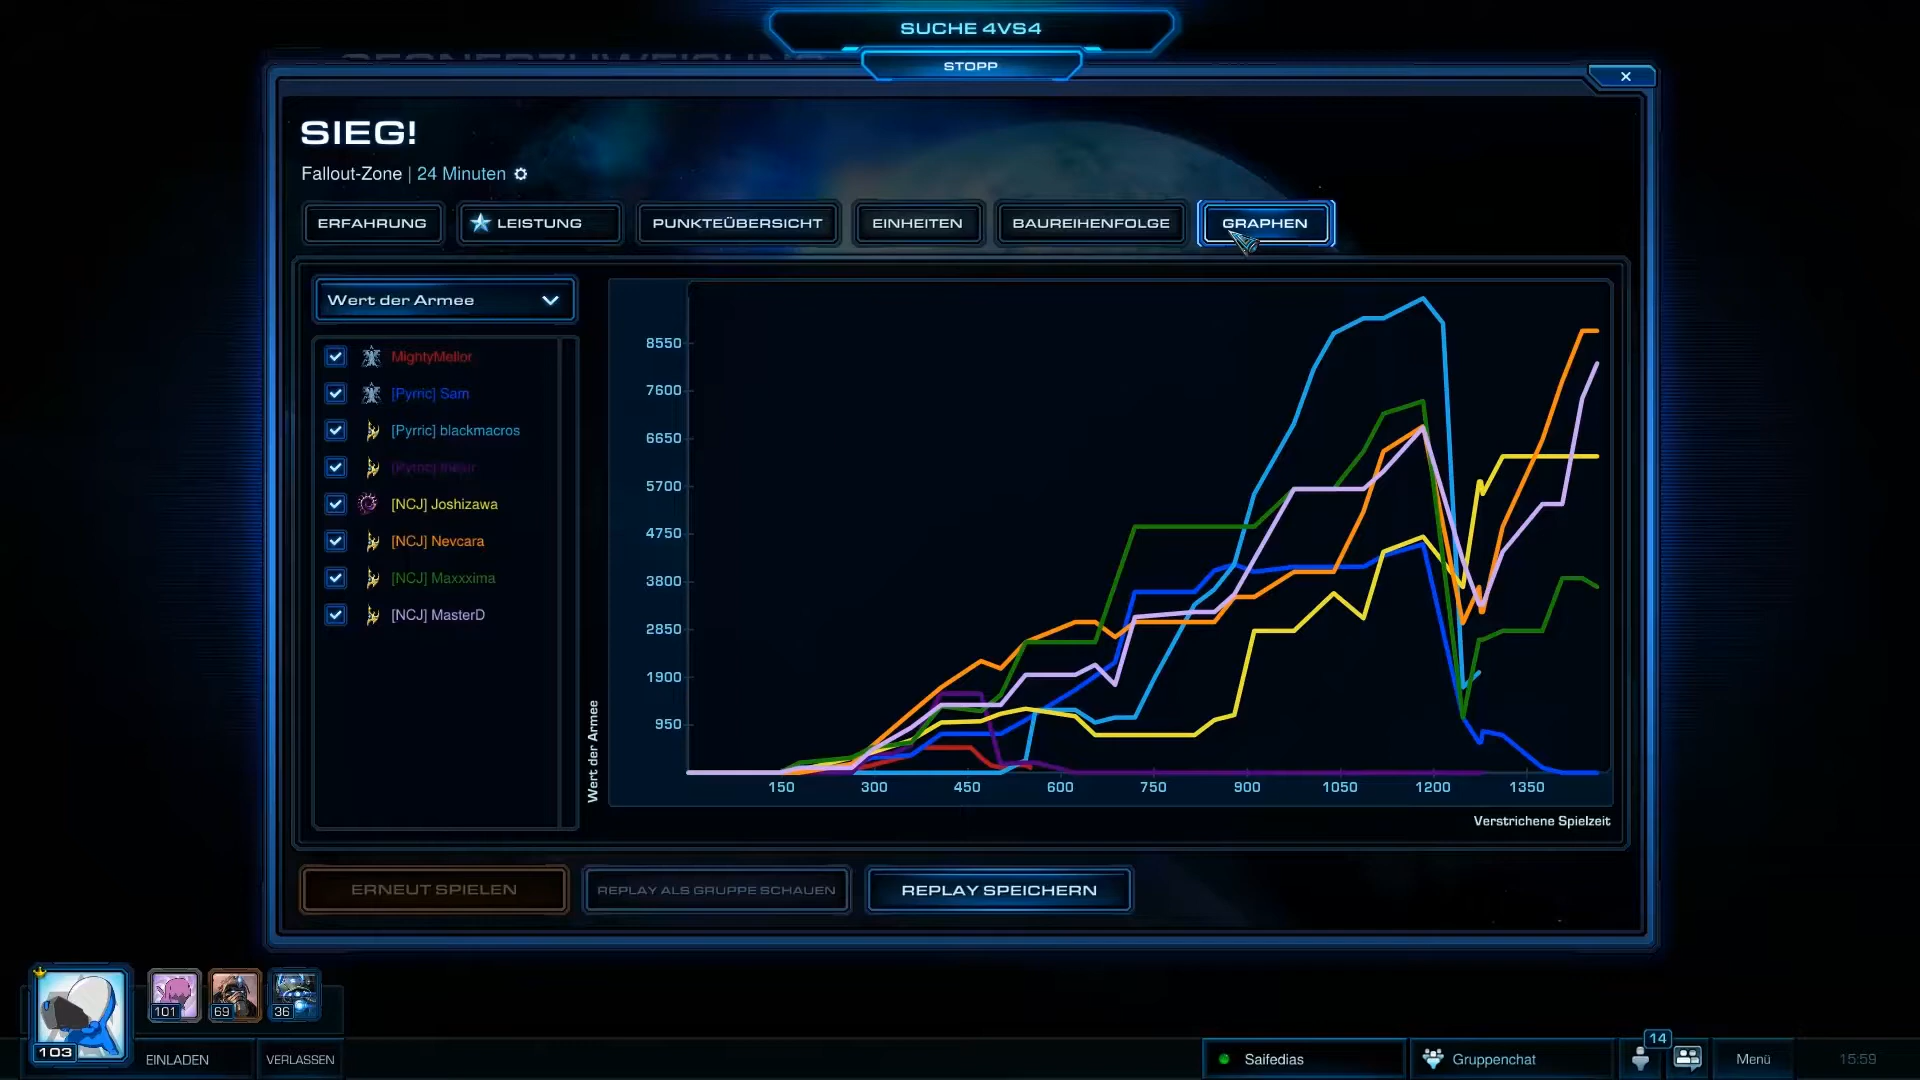 SUCHE 4VS4
STOPP
SIEG!
Fallout-Zone | 24 Minuten
ERFAHRUNG
LEISTUNG
PUNKTEÜBERSICHT
EINHEITEN
BAUREIHENFOLGE
GRAPHEN
Wert der Armee
MightyMellor
[Pyrric] Sam
[Pyrric] blackmacros
[NCJ] Joshizawa
[NCJ] Nevcara
[NCJ] Maxxxima
[NCJ] MasterD
Wert der Armee
8550
7600
6650
5700
4750
3800
2850
1900
950
150 300 450 600 750 900 1050 1200 1350
Verstrichene Spielzeit
ERNEUT SPIELEN
REPLAY ALS GRUPPE SCHAUEN
REPLAY SPEICHERN
103
101
69
36
EINLADEN
VERLASSEN
Saifedias
Gruppenchat
14
Menü
15:59